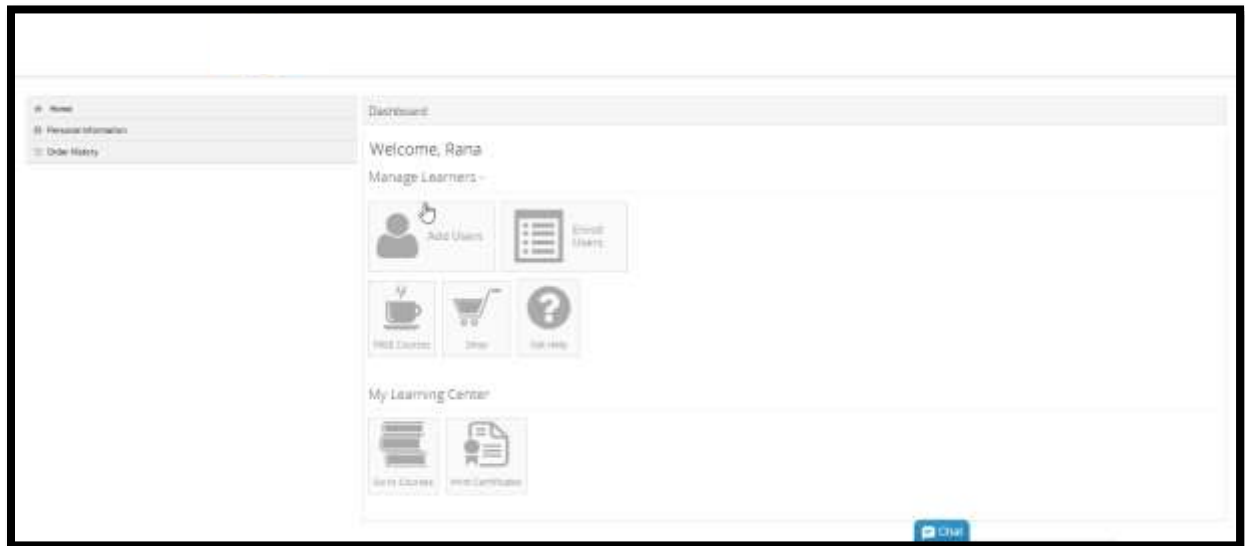 Home
Personal Information
Order History
Dashboard
Welcome, Rana
Manage Learners -
Add Users
Enroll
Users
FREE Courses
Shop
Get Help
My Learning Center
Go to Courses
Print Certificates
Chat